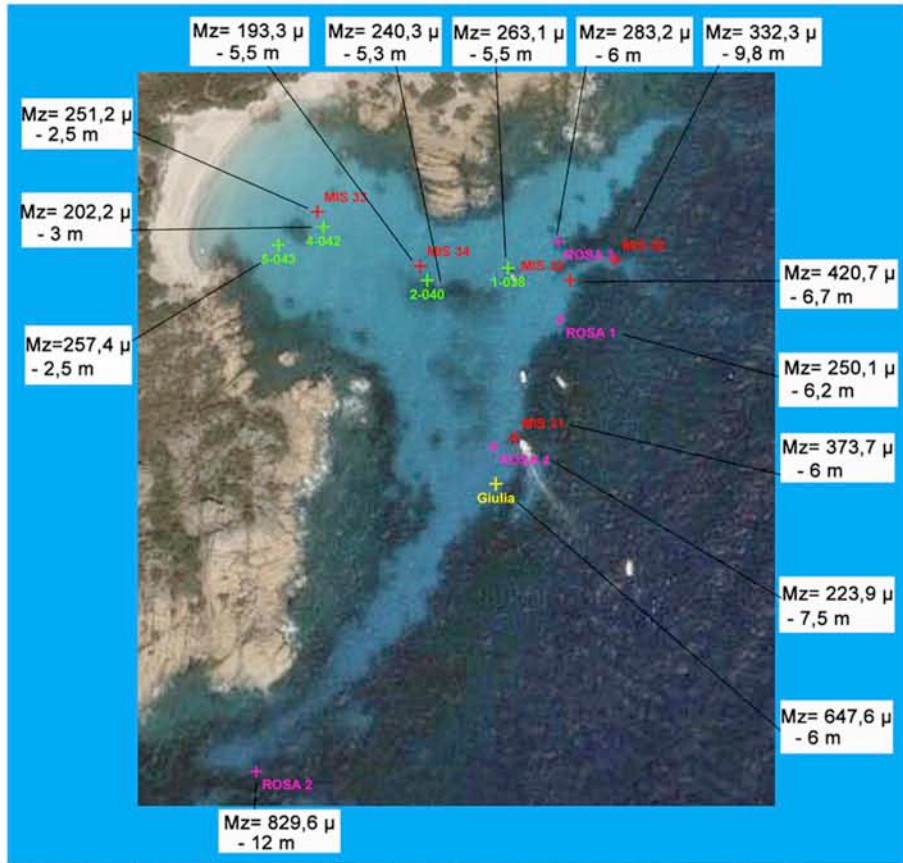 Mz= 193,3 µ
- 5,5 m
Mz= 240,3 µ
- 5,3 m
Mz= 263,1 µ
- 5,5 m
Mz= 283,2 µ
- 6 m
Mz= 332,3 µ
- 9,8 m
Mz= 251,2 µ
- 2,5 m
Mz= 202,2 µ
- 3 m
Mz=257,4 µ
- 2,5 m
MIS 33
4-042
5-043
MIS 34
2-040
1-038
MIS
ROSA
MIS
ROSA 1
MIS 31
ROSA 4
Giulia
ROSA 2
Mz= 420,7 µ
- 6,7 m
Mz= 250,1 µ
- 6,2 m
Mz= 373,7 µ
- 6 m
Mz= 223,9 µ
- 7,5 m
Mz= 647,6 µ
- 6 m
Mz= 829,6 µ
- 12 m